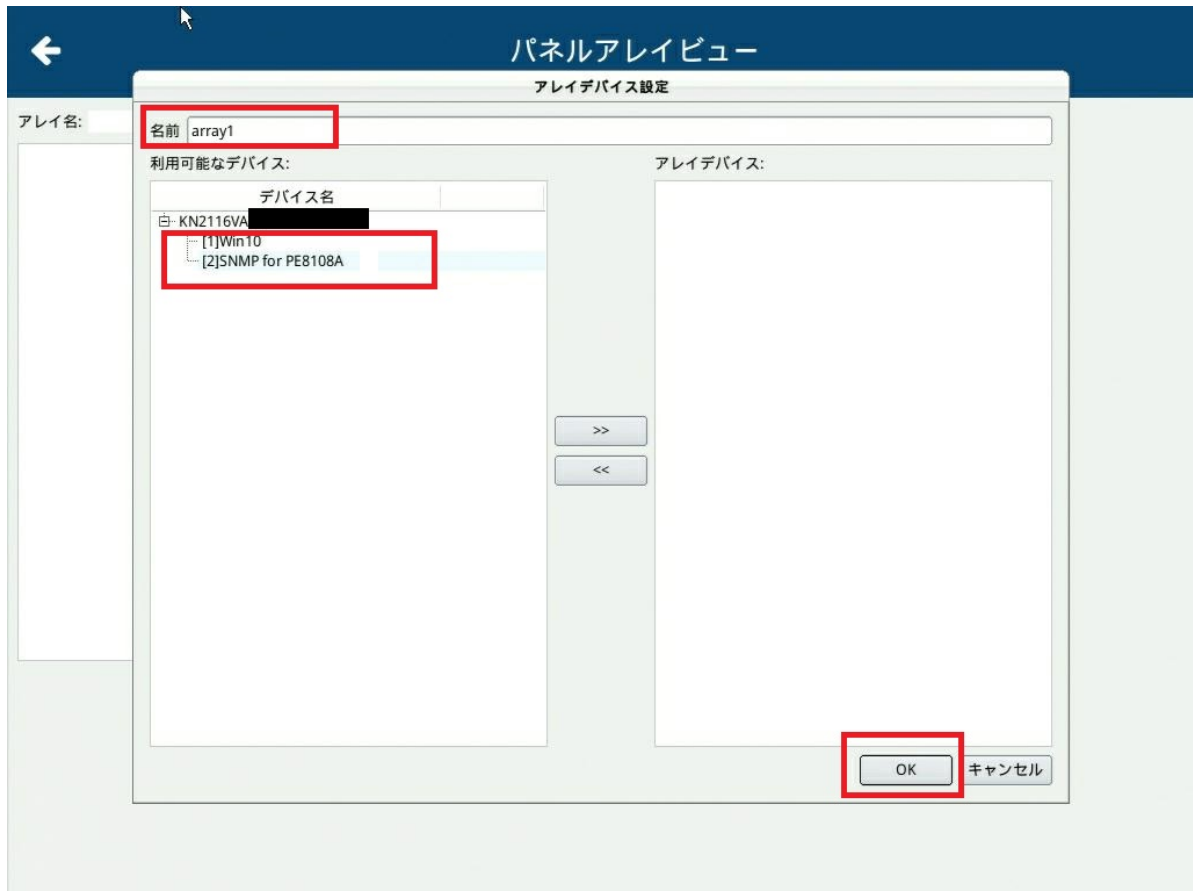 パネルアレイビュー
アレイデバイス設定
アレイ名:
名前 array1
利用可能なデバイス:
アレイデバイス:
デバイス名
KN2116VA
[1]Win10
[2]SNMP for PE8108A
>>
<<
OK
キャンセル